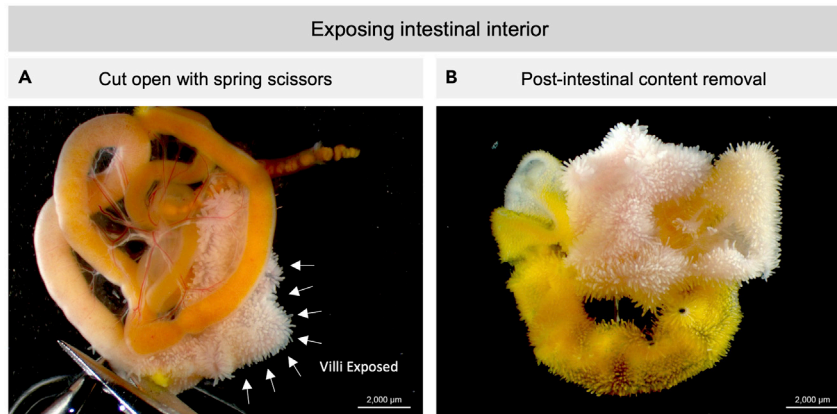 Exposing intestinal interior
A
Cut open with spring scissors
B
Post-intestinal content removal
Villi Exposed
2,000 µm
2,000 µm